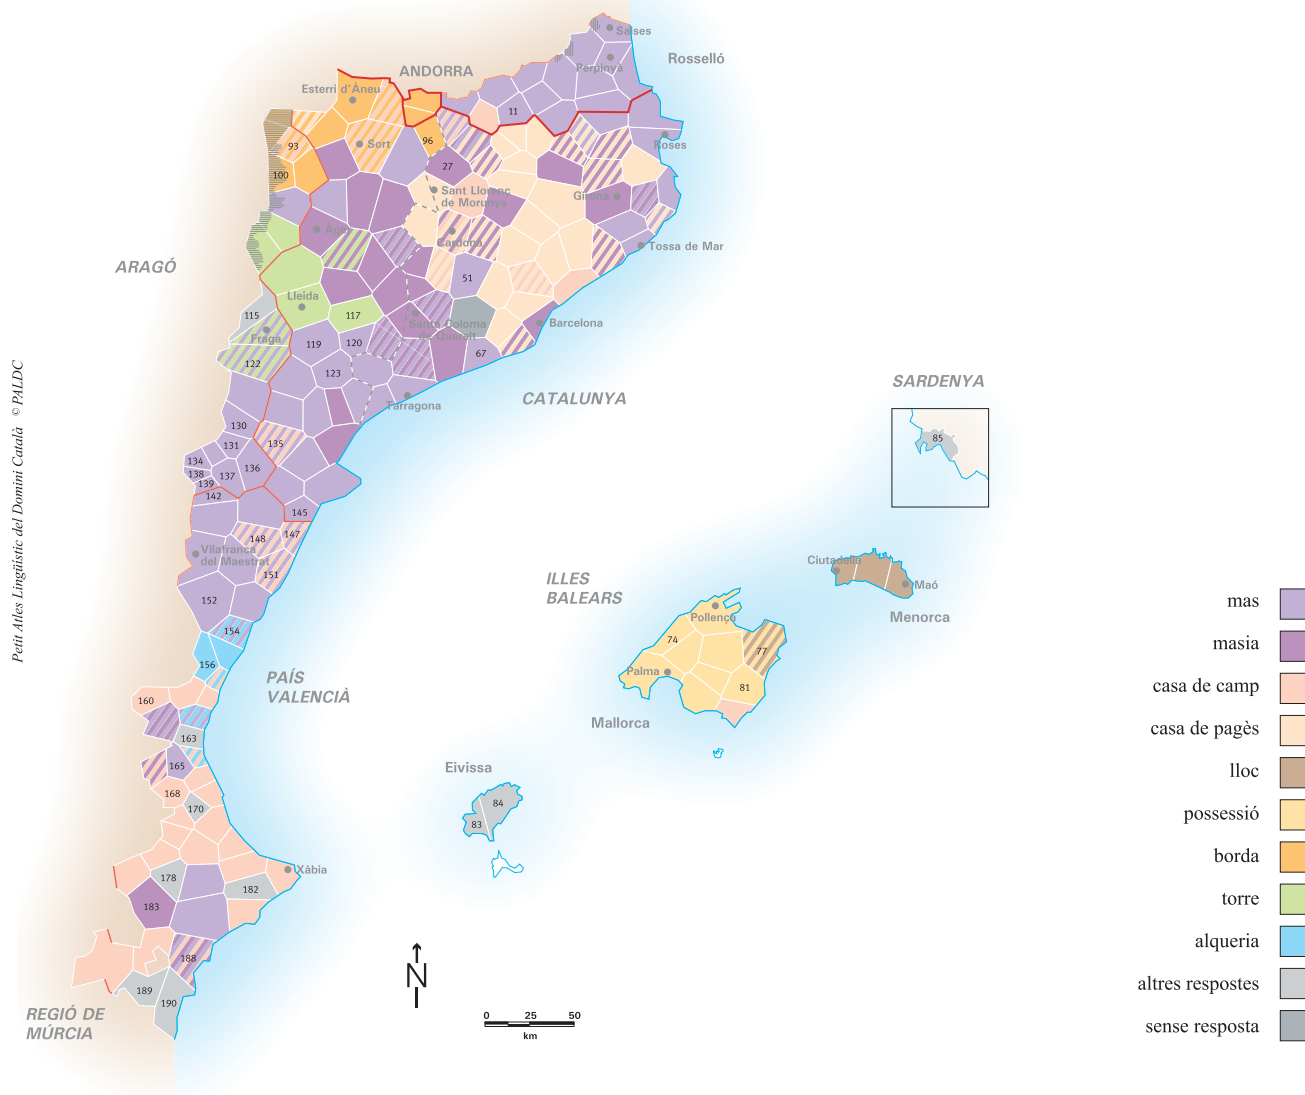 Salses
Rosselló
Perpinyà
ANDORRA
Esterri d'Àneu
11
Roses
93
Sort
96
27
100
Sant Llorenç
de Morunys
Girona
Àger
Cardona
Tossa de Mar
ARAGÓ
51
Lleida
115
117
Santa Coloma
de Queralt
Barcelona
Fraga
119
120
67
122
123
CATALUNYA
Tarragona
SARDENYA
85
130
131
135
134
136
138
137
139
142
145
147
148
Vilafranca
del Maestrat
151
152
154
156
ILLES
BALEARS
Ciutadella
Maó
Menorca
Pollença
74
77
Palma
81
Mallorca
PAÍS
VALENCIÀ
160
163
165
168
170
Eivissa
84
83
178
Xàbia
182
183
188
189
190
REGIÓ DE
MÚRCIA
N
0 25 50
km
Petit Atles Lingüístic del Domini Català © PALDC
mas
masia
casa de camp
casa de pagès
lloc
possessió
borda
torre
alqueria
altres respostes
sense resposta